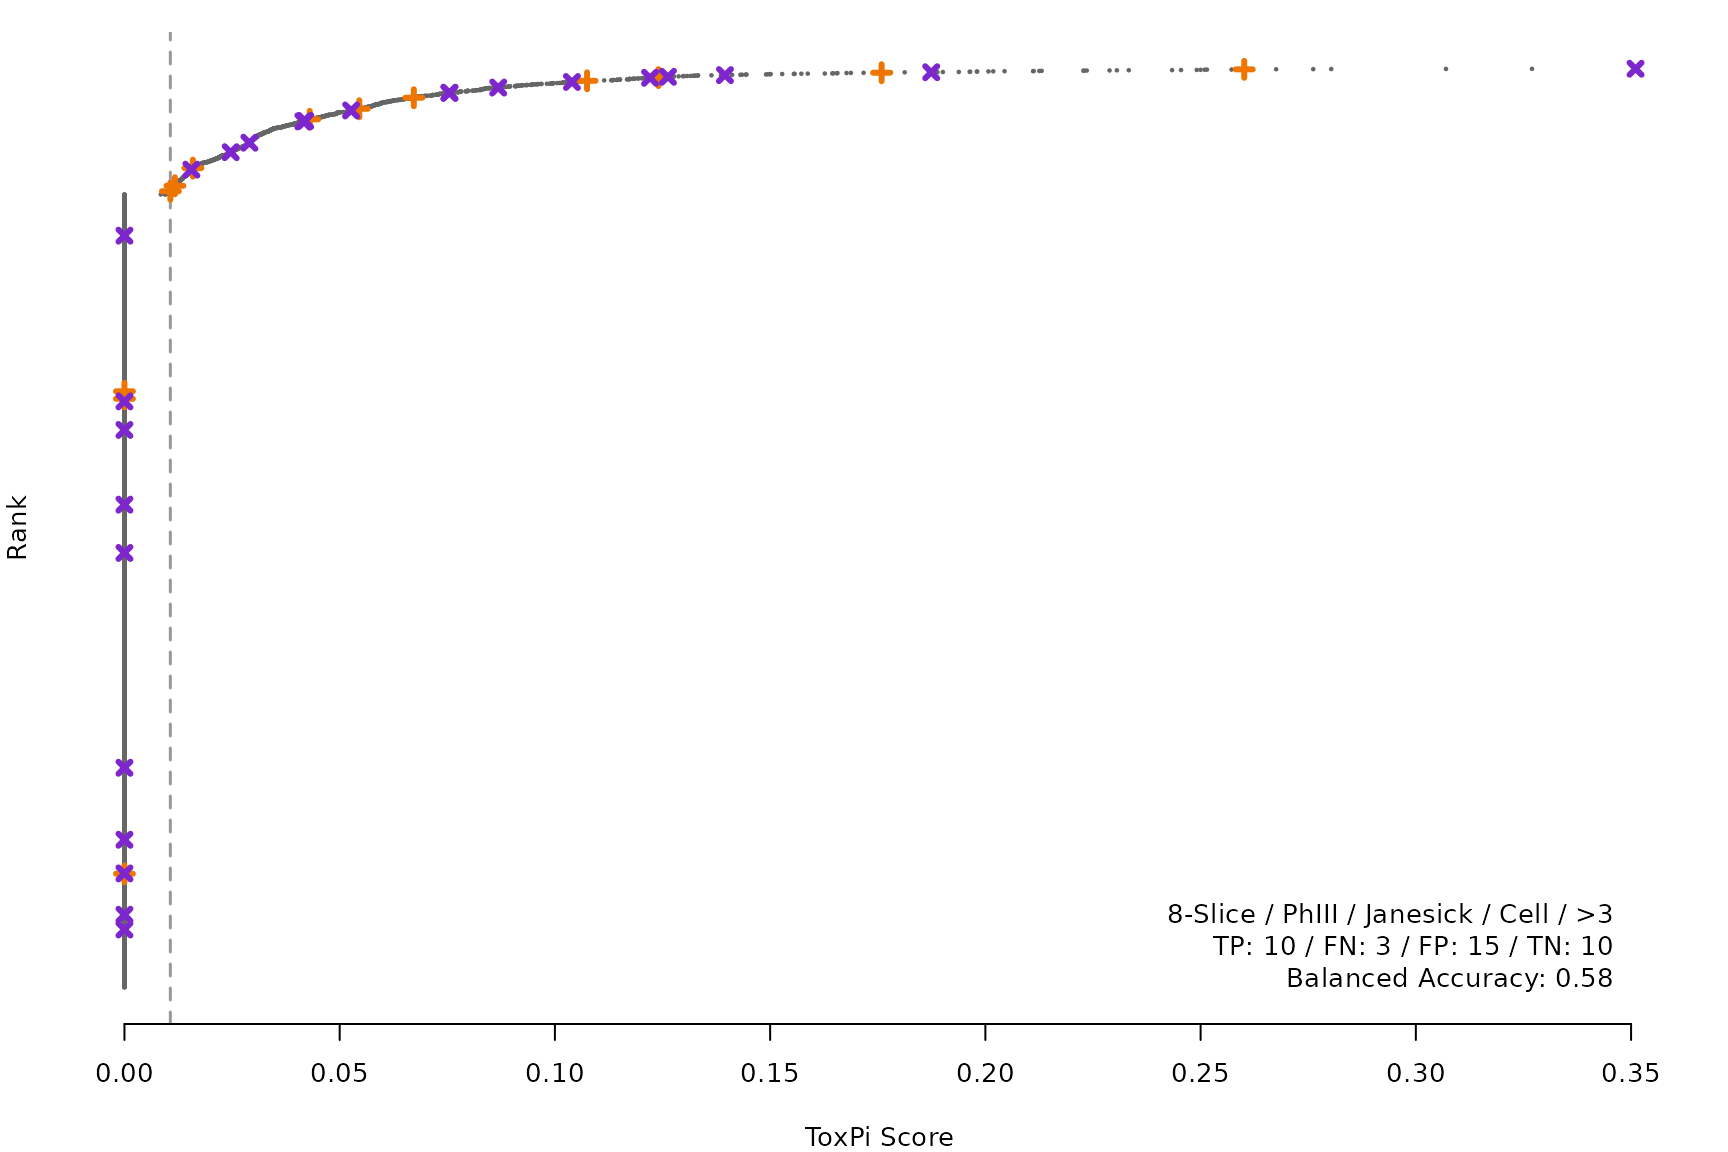 Rank
8-Slice / PhIII / Janesick / Cell / >3
TP: 10 / FN: 3 / FP: 15 / TN: 10
Balanced Accuracy: 0.58
0.00 0.05 0.10 0.15 0.20 0.25 0.30 0.35
ToxPi Score